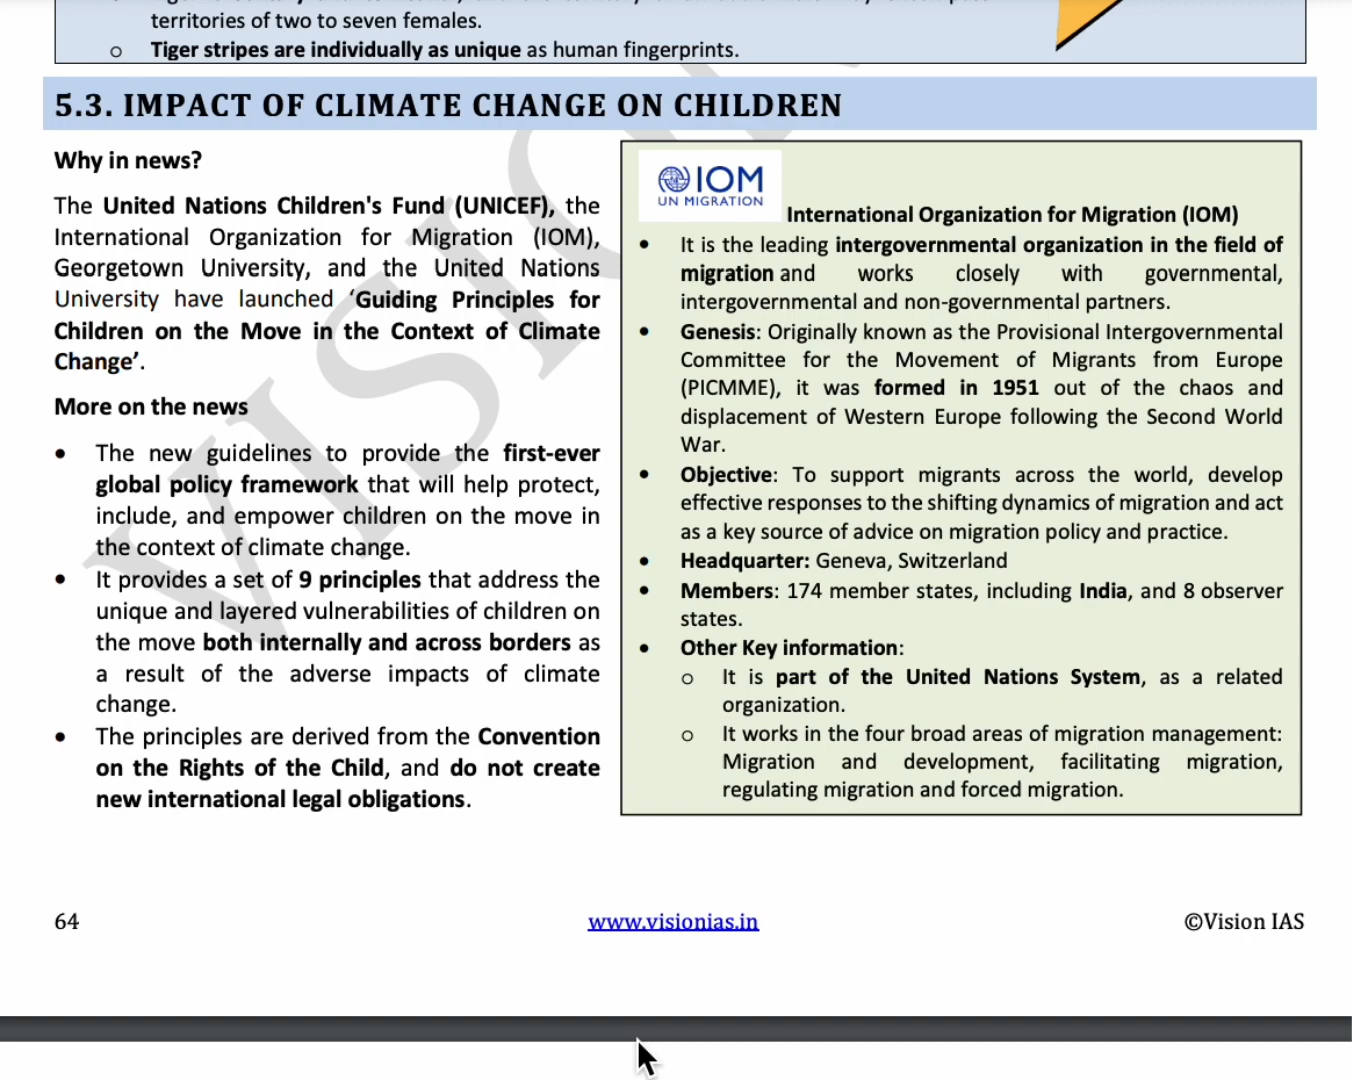 territories of two to seven females.
o Tiger stripes are individually as unique as human fingerprints.
5.3. IMPACT OF CLIMATE CHANGE ON CHILDREN
Why in news?
The United Nations Children's Fund (UNICEF), the
International Organization for Migration (IOM),
Georgetown University, and the United Nations
University have launched ‘Guiding Principles for
Children on the Move in the Context of Climate
Change’.
More on the news
• The new guidelines to provide the first-ever
global policy framework that will help protect,
include, and empower children on the move in
the context of climate change.
• It provides a set of 9 principles that address the
unique and layered vulnerabilities of children on
the move both internally and across borders as
a result of the adverse impacts of climate
change.
• The principles are derived from the Convention
on the Rights of the Child, and do not create
new international legal obligations.
IOM
UN MIGRATION
International Organization for Migration (IOM)
• It is the leading intergovernmental organization in the field of
migration and works closely with governmental,
intergovernmental and non-governmental partners.
• Genesis: Originally known as the Provisional Intergovernmental
Committee for the Movement of Migrants from Europe
(PICMME), it was formed in 1951 out of the chaos and
displacement of Western Europe following the Second World
War.
• Objective: To support migrants across the world, develop
effective responses to the shifting dynamics of migration and act
as a key source of advice on migration policy and practice.
• Headquarter: Geneva, Switzerland
• Members: 174 member states, including India, and 8 observer
states.
• Other Key information:
o It is part of the United Nations System, as a related
organization.
o It works in the four broad areas of migration management:
Migration and development, facilitating migration,
regulating migration and forced migration.
64
www.visionias.in
©Vision IAS